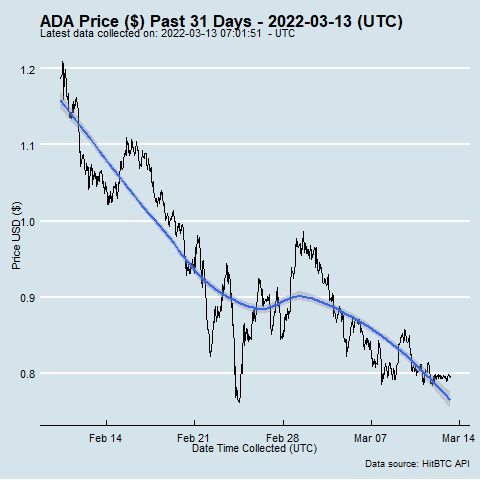 ADA Price ($) Past 31 Days - 2022-03-13 (UTC)
Latest data collected on: 2022-03-13 07:01:51 - UTC
1.2
1.1
1.0
0.9
0.8
Price USD ($)
Feb 14 Feb 21 Feb 28 Mar 07 Mar 14
Date Time Collected (UTC)
Data source: HitBTC API